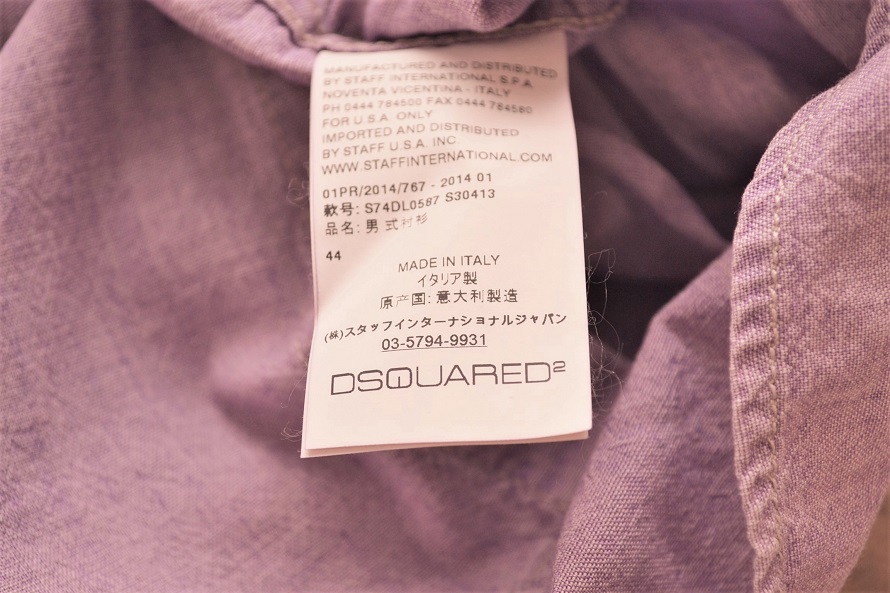 MANUFACTURED AND DISTRIBUTED
BY STAFF INTERNATIONAL S.P.A.
NOVENTA VICENTINA - ITALY
PH 0444 784500 FAX 0444 784580
FOR U.S.A. ONLY
IMPORTED AND DISTRIBUTED
BY STAFF U.S.A. INC.
WWW.STAFFINTERNATIONAL.COM
01PR/2014/767 - 2014 01
款号: S74DL0587 S30413
品名: 男式衬衫
44
MADE IN ITALY
イタリア製
原产国: 意大利製造
(株)スタッフインターナショナルジャパン
03-5794-9931
DSQUARED²